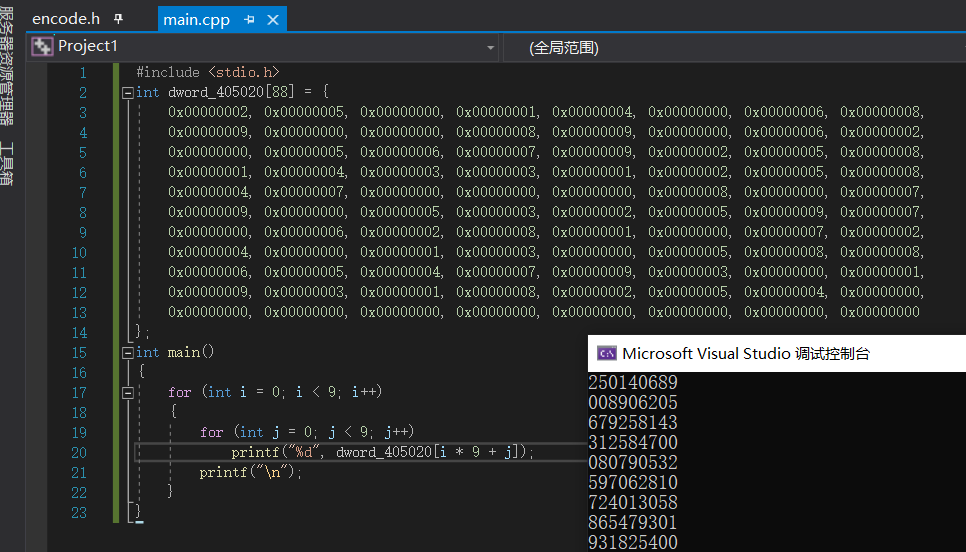 服务器资源管理器 工具箱
encode.h main.cpp
Project1 (全局范围)
1 #include <stdio.h>
2 int dword_405020[88] = {
3 0x00000002, 0x00000005, 0x00000000, 0x00000001, 0x00000004, 0x00000000, 0x00000006, 0x00000008,
4 0x00000009, 0x00000000, 0x00000000, 0x00000008, 0x00000009, 0x00000000, 0x00000006, 0x00000002,
5 0x00000000, 0x00000005, 0x00000006, 0x00000007, 0x00000009, 0x00000002, 0x00000005, 0x00000008,
6 0x00000001, 0x00000004, 0x00000003, 0x00000003, 0x00000001, 0x00000002, 0x00000005, 0x00000008,
7 0x00000004, 0x00000007, 0x00000000, 0x00000000, 0x00000000, 0x00000008, 0x00000000, 0x00000007,
8 0x00000009, 0x00000000, 0x00000005, 0x00000003, 0x00000002, 0x00000005, 0x00000009, 0x00000007,
9 0x00000000, 0x00000006, 0x00000002, 0x00000008, 0x00000001, 0x00000000, 0x00000007, 0x00000002,
10 0x00000004, 0x00000000, 0x00000001, 0x00000003, 0x00000000, 0x00000005, 0x00000008, 0x00000008,
11 0x00000006, 0x00000005, 0x00000004, 0x00000007, 0x00000009, 0x00000003, 0x00000000, 0x00000001,
12 0x00000009, 0x00000003, 0x00000001, 0x00000008, 0x00000002, 0x00000005, 0x00000004, 0x00000000,
13 0x00000000, 0x00000000, 0x00000000, 0x00000000, 0x00000000, 0x00000000, 0x00000000, 0x00000000
14 };
15 int main()
16 {
17 for (int i = 0; i < 9; i++)
18 {
19 for (int j = 0; j < 9; j++)
20 printf("%d", dword_405020[i * 9 + j]);
21 printf("\n");
22 }
23 }
C:\ Microsoft Visual Studio 调试控制台
250140689
008906205
679258143
312584700
080790532
597062810
724013058
865479301
931825400